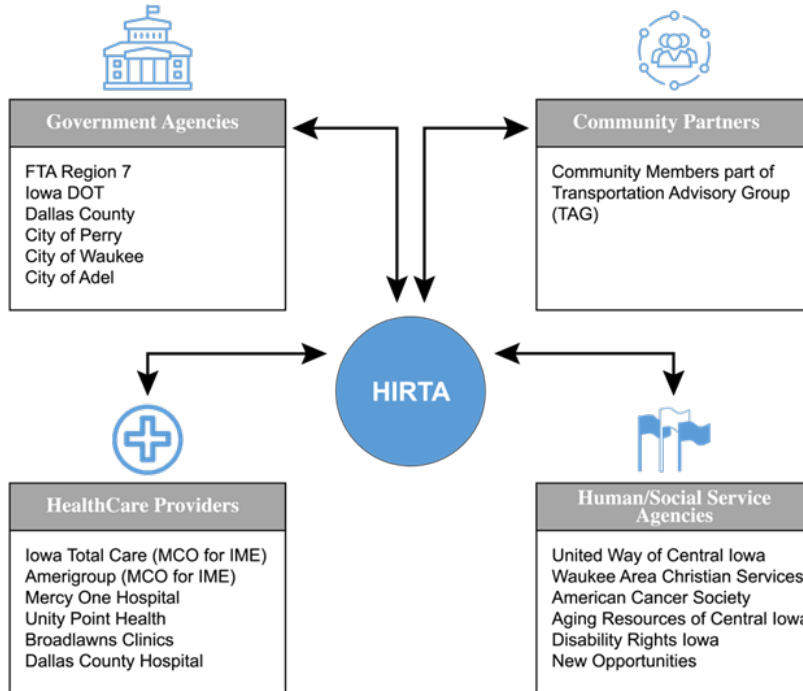 Government Agencies
FTA Region 7
Iowa DOT
Dallas County
City of Perry
City of Waukee
City of Adel
Community Partners
Community Members part of
Transportation Advisory Group
(TAG)
HIRTA
HealthCare Providers
Iowa Total Care (MCO for IME)
Amerigroup (MCO for IME)
Mercy One Hospital
Unity Point Health
Broadlawns Clinics
Dallas County Hospital
Human/Social Service
Agencies
United Way of Central Iowa
Waukee Area Christian Services
American Cancer Society
Aging Resources of Central Iowa
Disability Rights Iowa
New Opportunities